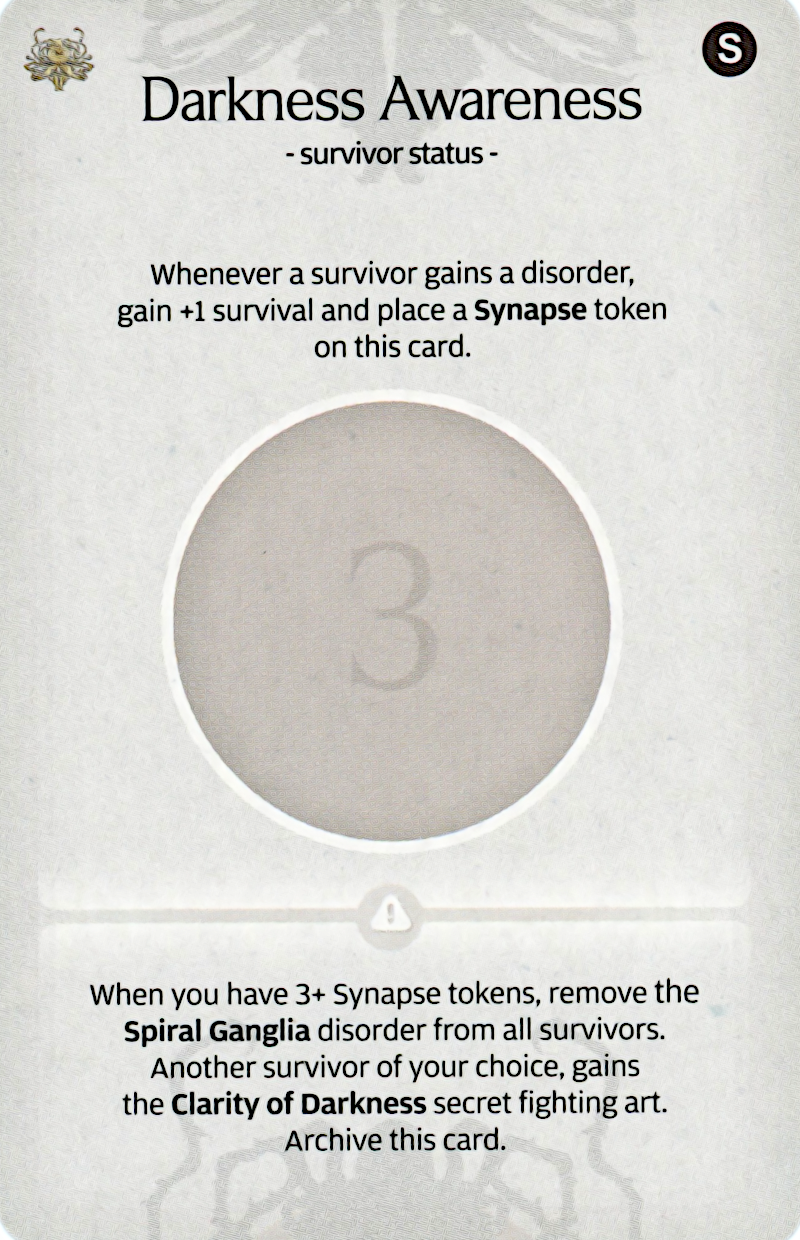 S
Darkness Awareness
- survivor status -
Whenever a survivor gains a disorder,
gain +1 survival and place a Synapse token
on this card.
3
When you have 3+ Synapse tokens, remove the
Spiral Ganglia disorder from all survivors.
Another survivor of your choice, gains
the Clarity of Darkness secret fighting art.
Archive this card.